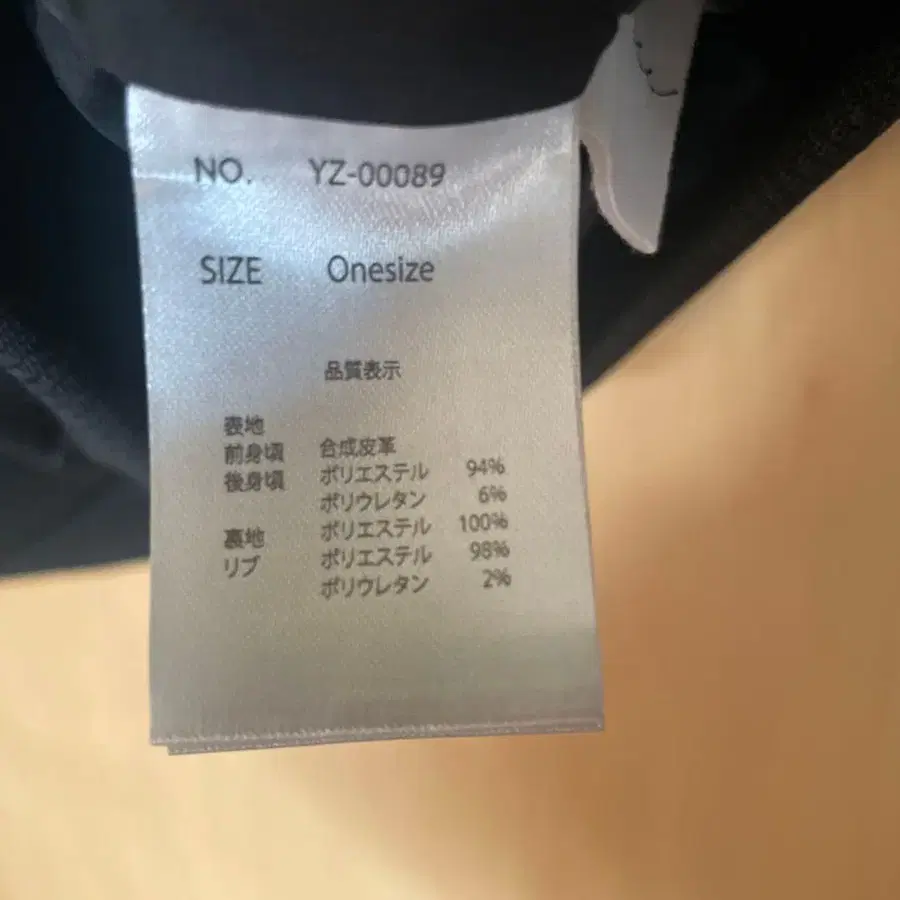 NO. YZ-00089
SIZE Onesize
品質表示
表地
前身頃 合成皮革
後身頃 ポリエステル 94%
ポリウレタン 6%
裏地 ポリエステル 100%
リブ ポリエステル 98%
ポリウレタン 2%